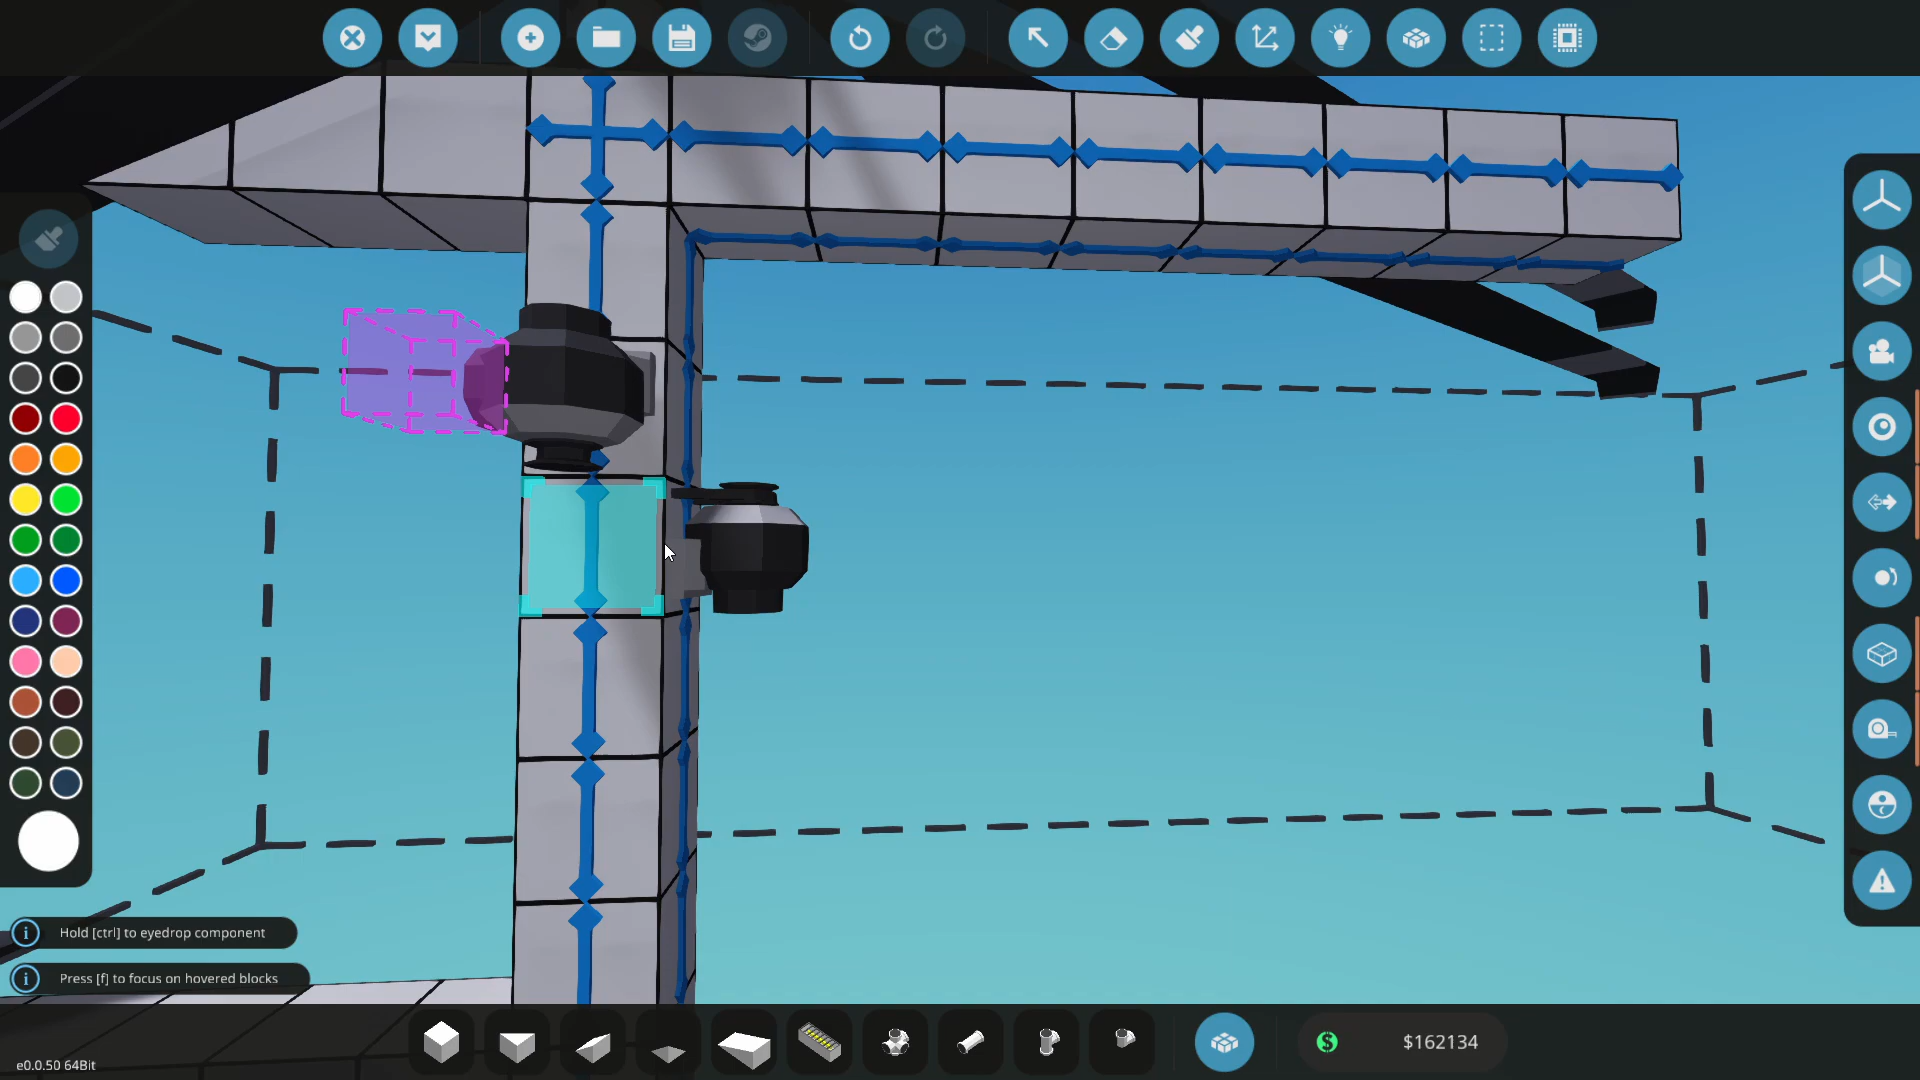 Hold [ctrl] to eyedrop component
Press [f] to focus on hovered blocks
$ $162134
e0.0.50 64Bit